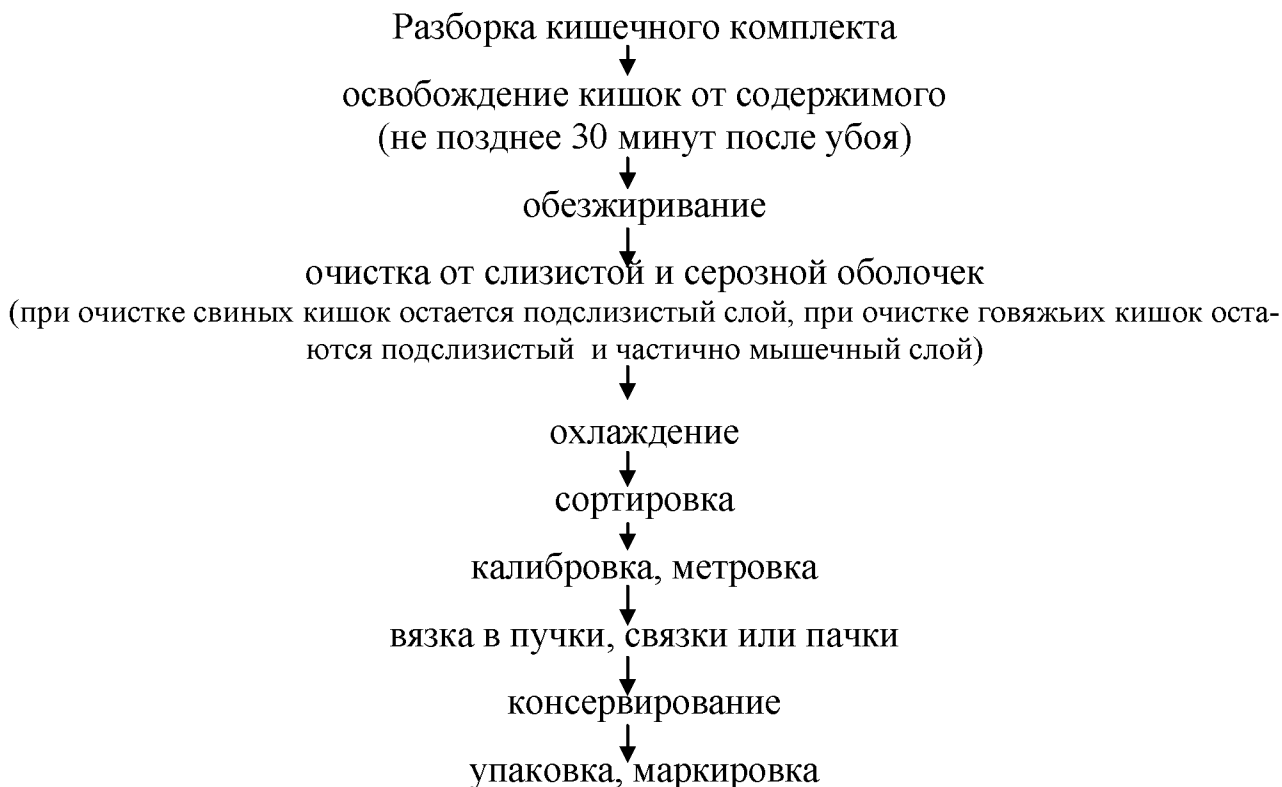 Разборка кишечного комплекта
освобождение кишок от содержимого
(не позднее 30 минут после убоя)
обезжиривание
очистка от слизистой и серозной оболочек
(при очистке свиных кишок остается подслизистый слой, при очистке говяжьих кишок оста-
ются подслизистый  и частично мышечный слой)
охлаждение
сортировка
калибровка, метровка
вязка в пучки, связки или пачки
консервирование
упаковка, маркировка